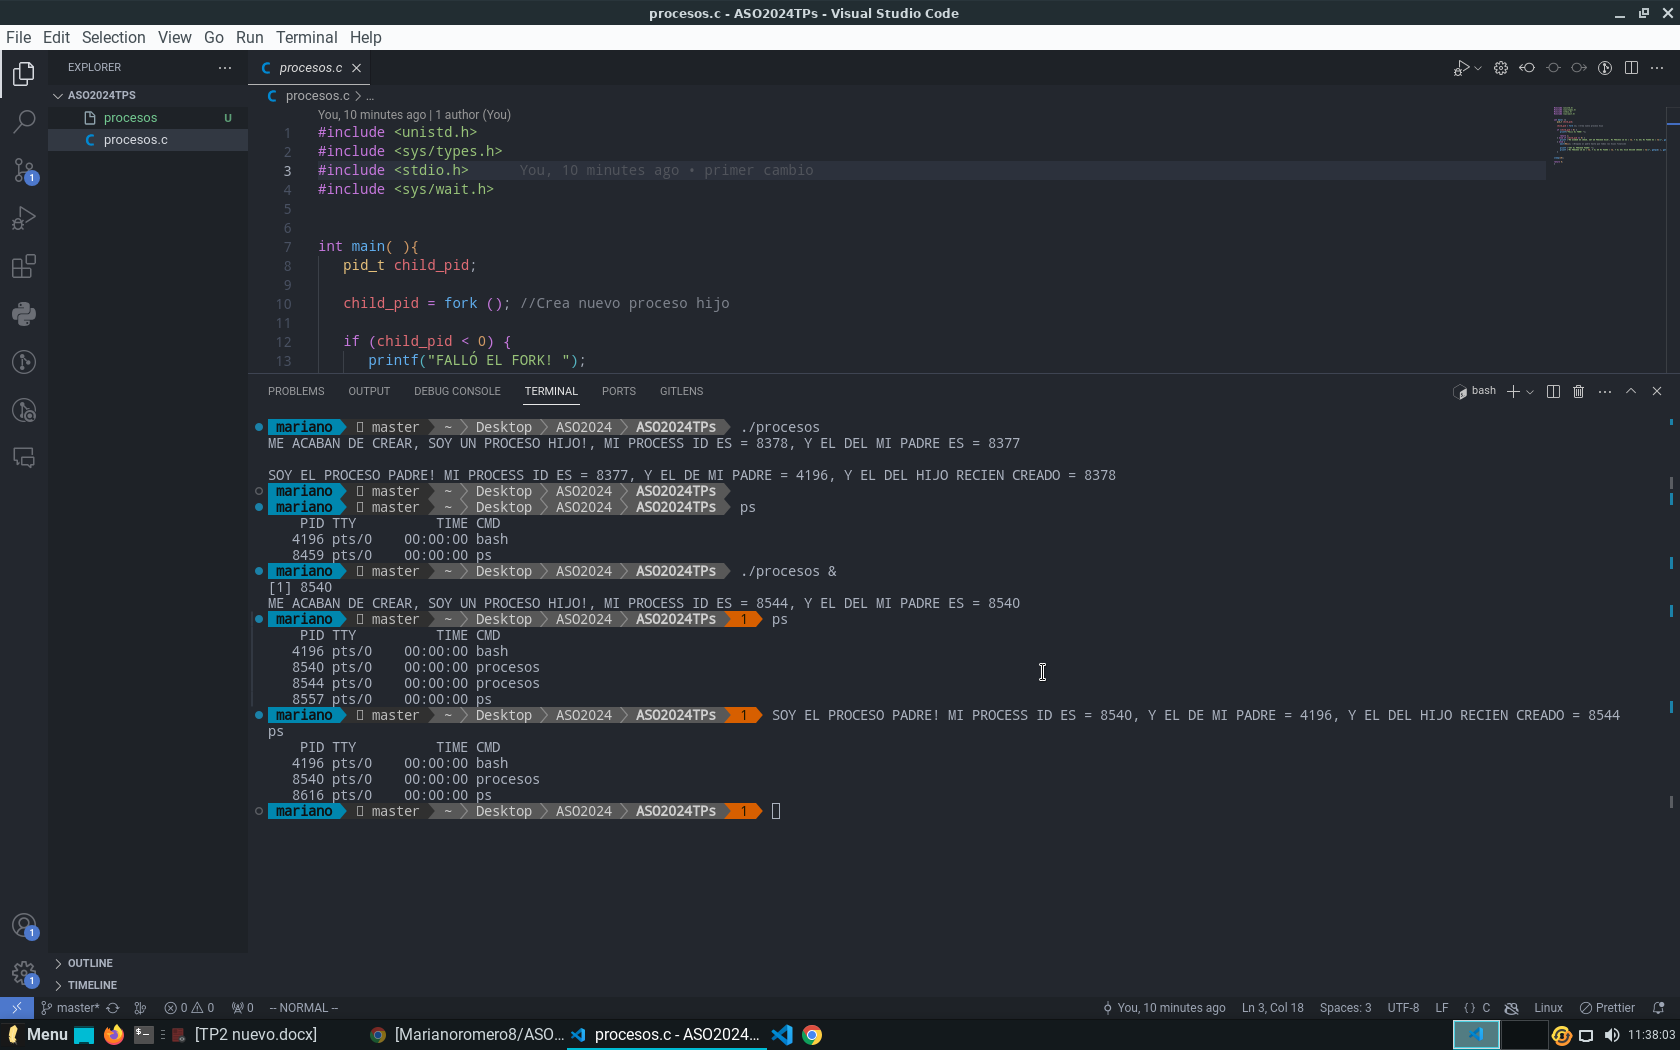 procesos.c - ASO2024TPs - Visual Studio Code
File Edit Selection View Go Run Terminal Help
EXPLORER
procesos.c
ASO2024TPS
procesos U
procesos.c
procesos.c > ...
You, 10 minutes ago | 1 author (You)
1 #include <unistd.h>
2 #include <sys/types.h>
3 #include <stdio.h> You, 10 minutes ago • primer cambio
4 #include <sys/wait.h>
5
6
7 int main( ){
8 pid_t child_pid;
9
10 child_pid = fork (); //Crea nuevo proceso hijo
11
12 if (child_pid < 0) {
13 printf("FALLÓ EL FORK! ");
PROBLEMS OUTPUT DEBUG CONSOLE TERMINAL PORTS GITLENS
bash
mariano master ~ Desktop ASO2024 ASO2024TPs ./procesos
ME ACABAN DE CREAR, SOY UN PROCESO HIJO!, MI PROCESS ID ES = 8378, Y EL DEL MI PADRE ES = 8377
SOY EL PROCESO PADRE! MI PROCESS ID ES = 8377, Y EL DE MI PADRE = 4196, Y EL DEL HIJO RECIEN CREADO = 8378
mariano master ~ Desktop ASO2024 ASO2024TPs
mariano master ~ Desktop ASO2024 ASO2024TPs ps
PID TTY TIME CMD
4196 pts/0 00:00:00 bash
8459 pts/0 00:00:00 ps
mariano master ~ Desktop ASO2024 ASO2024TPs ./procesos &
[1] 8540
ME ACABAN DE CREAR, SOY UN PROCESO HIJO!, MI PROCESS ID ES = 8544, Y EL DEL MI PADRE ES = 8540
mariano master ~ Desktop ASO2024 ASO2024TPs 1 ps
PID TTY TIME CMD
4196 pts/0 00:00:00 bash
8540 pts/0 00:00:00 procesos
8544 pts/0 00:00:00 procesos
8557 pts/0 00:00:00 ps
mariano master ~ Desktop ASO2024 ASO2024TPs 1 SOY EL PROCESO PADRE! MI PROCESS ID ES = 8540, Y EL DE MI PADRE = 4196, Y EL DEL HIJO RECIEN CREADO = 8544
ps
PID TTY TIME CMD
4196 pts/0 00:00:00 bash
8540 pts/0 00:00:00 procesos
8616 pts/0 00:00:00 ps
mariano master ~ Desktop ASO2024 ASO2024TPs 1
1
1
1
OUTLINE
TIMELINE
master* 0 0 0 -- NORMAL -- You, 10 minutes ago Ln 3, Col 18 Spaces: 3 UTF-8 LF { } C Linux Prettier
Menu [TP2 nuevo.docx] [Marianoromero8/ASO... procesos.c - ASO2024... 11:38:03